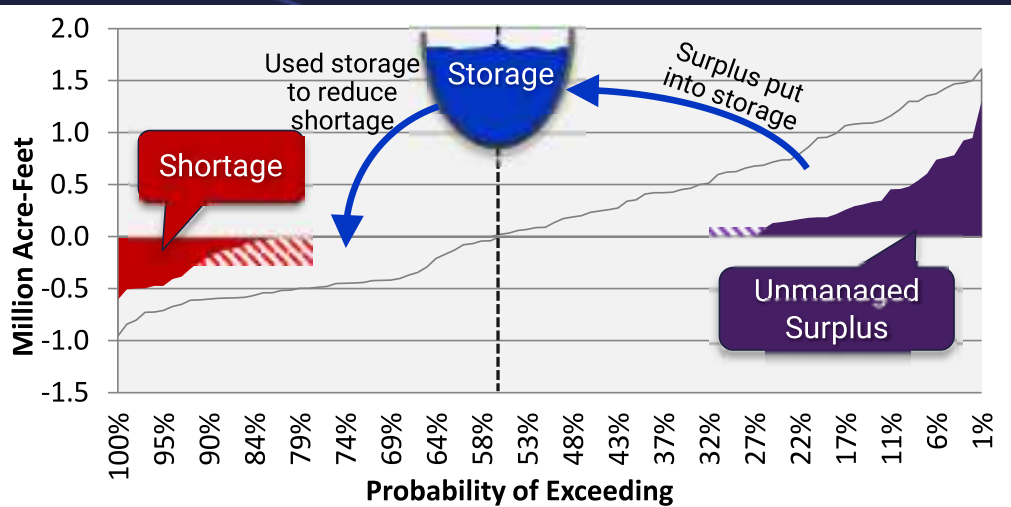 2.0
1.5
1.0
0.5
0.0
-0.5
-1.0
-1.5
Million Acre-Feet
Used storage
to reduce
shortage
Storage
Surplus put
into storage
Shortage
Unmanaged
Surplus
100%
95%
90%
84%
79%
74%
69%
64%
58%
53%
48%
43%
37%
32%
27%
22%
17%
11%
6%
1%
Probability of Exceeding